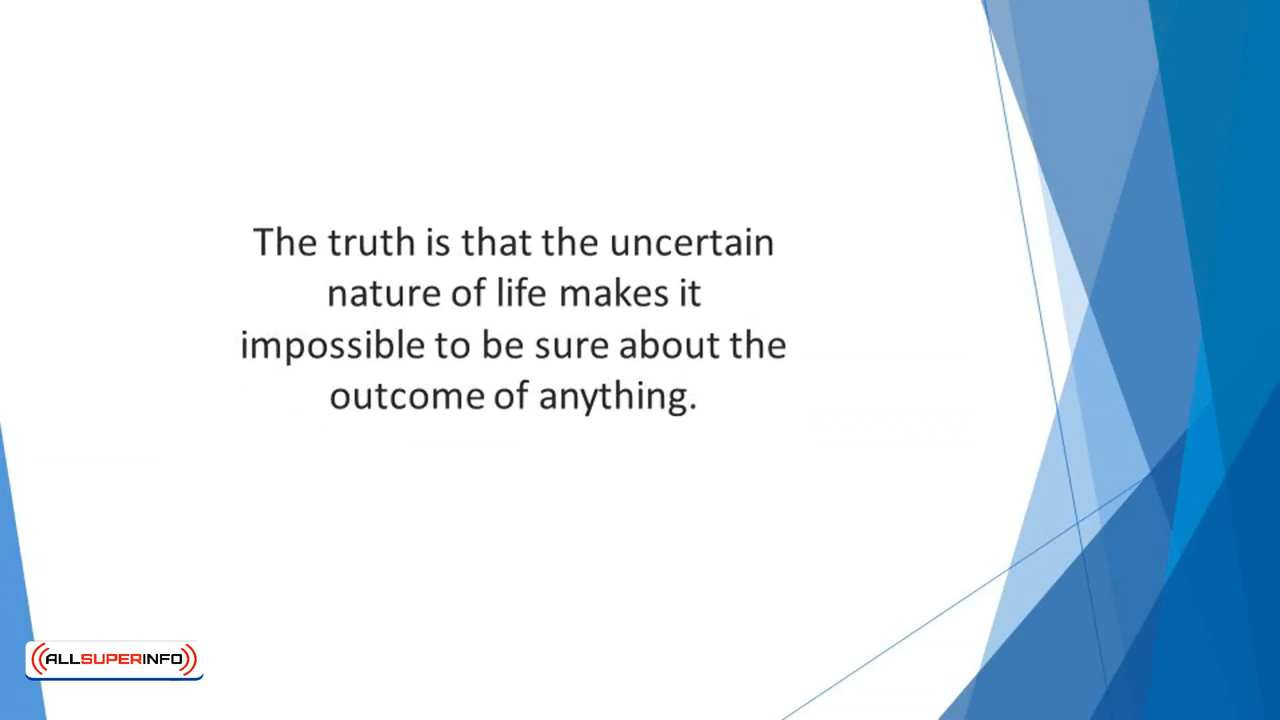 The truth is that the uncertain
nature of life makes it
impossible to be sure about the
outcome of anything.
ALLSUPERINFO